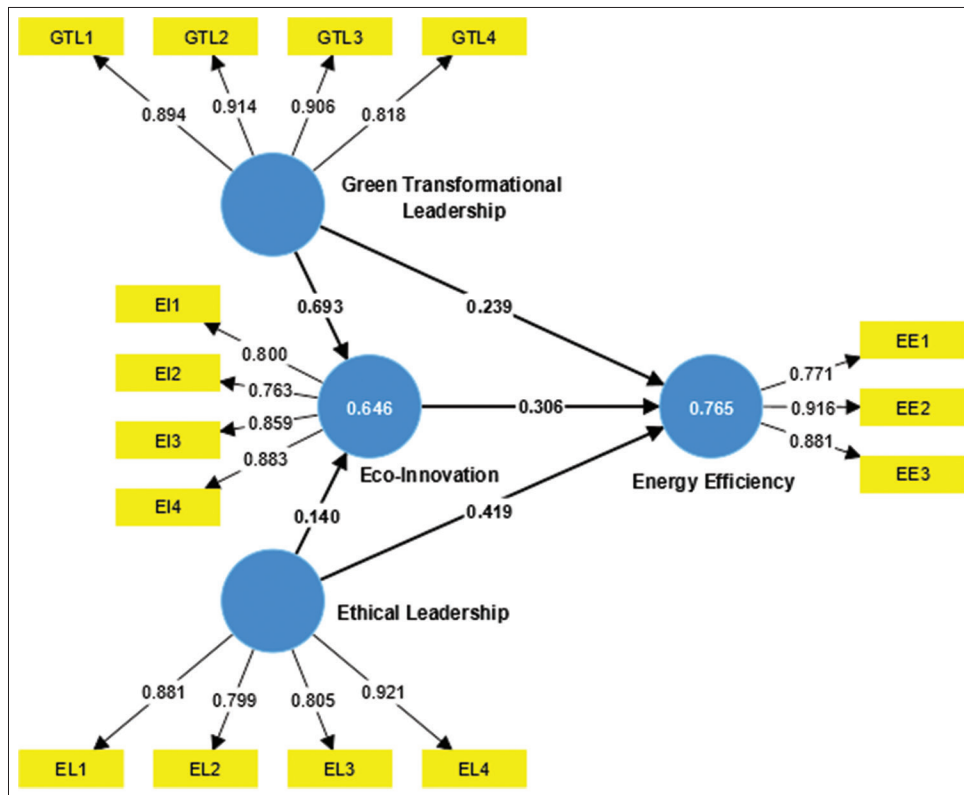 GTL1 GTL2 GTL3 GTL4
0.894 0.914 0.906 0.818
Green Transformational
Leadership
0.693 0.239
EI1
EI2
EI3
EI4
0.800
0.763
0.859
0.883
0.646
Eco-Innovation
0.306
0.765
Energy Efficiency
0.771
0.916
0.881
EE1
EE2
EE3
0.140 0.419
Ethical Leadership
0.881 0.799 0.805 0.921
EL1 EL2 EL3 EL4